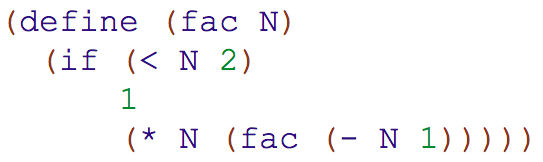 (define (fac N)
  (if (< N 2)
      1
      (* N (fac (- N 1)))))